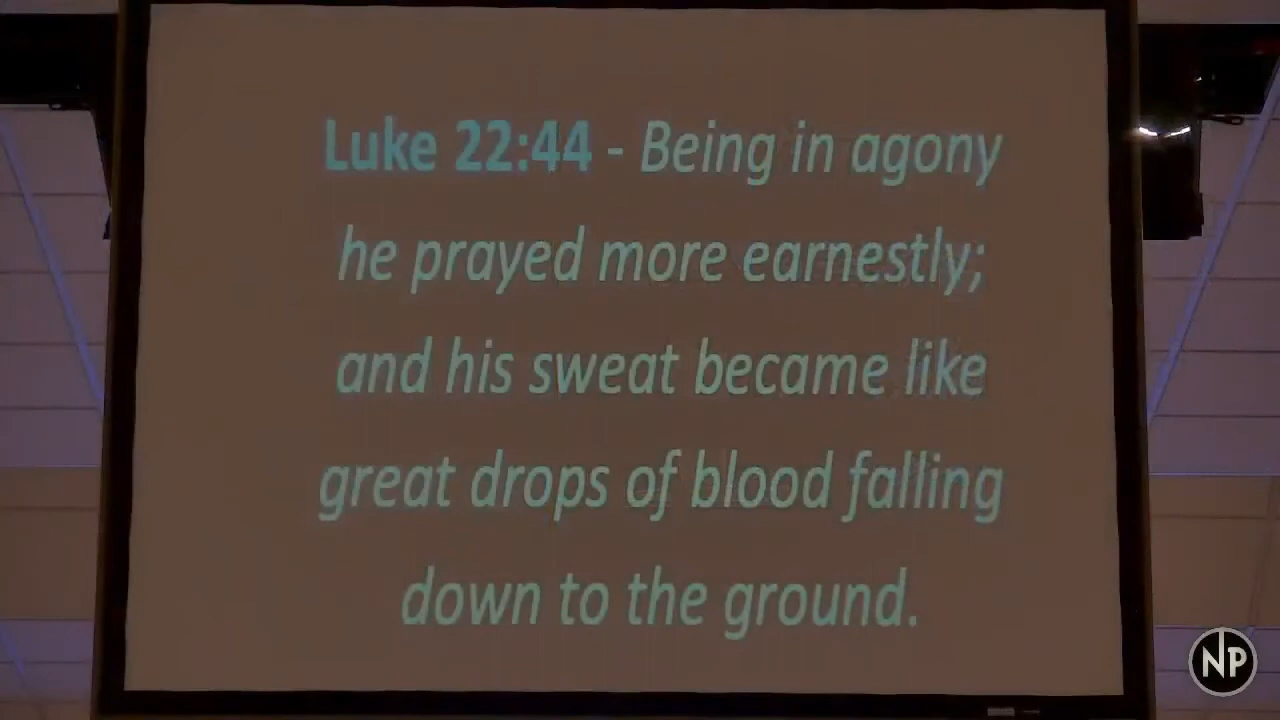 Luke 22:44 - Being in agony
he prayed more earnestly;
and his sweat became like
great drops of blood falling
down to the ground.
NP